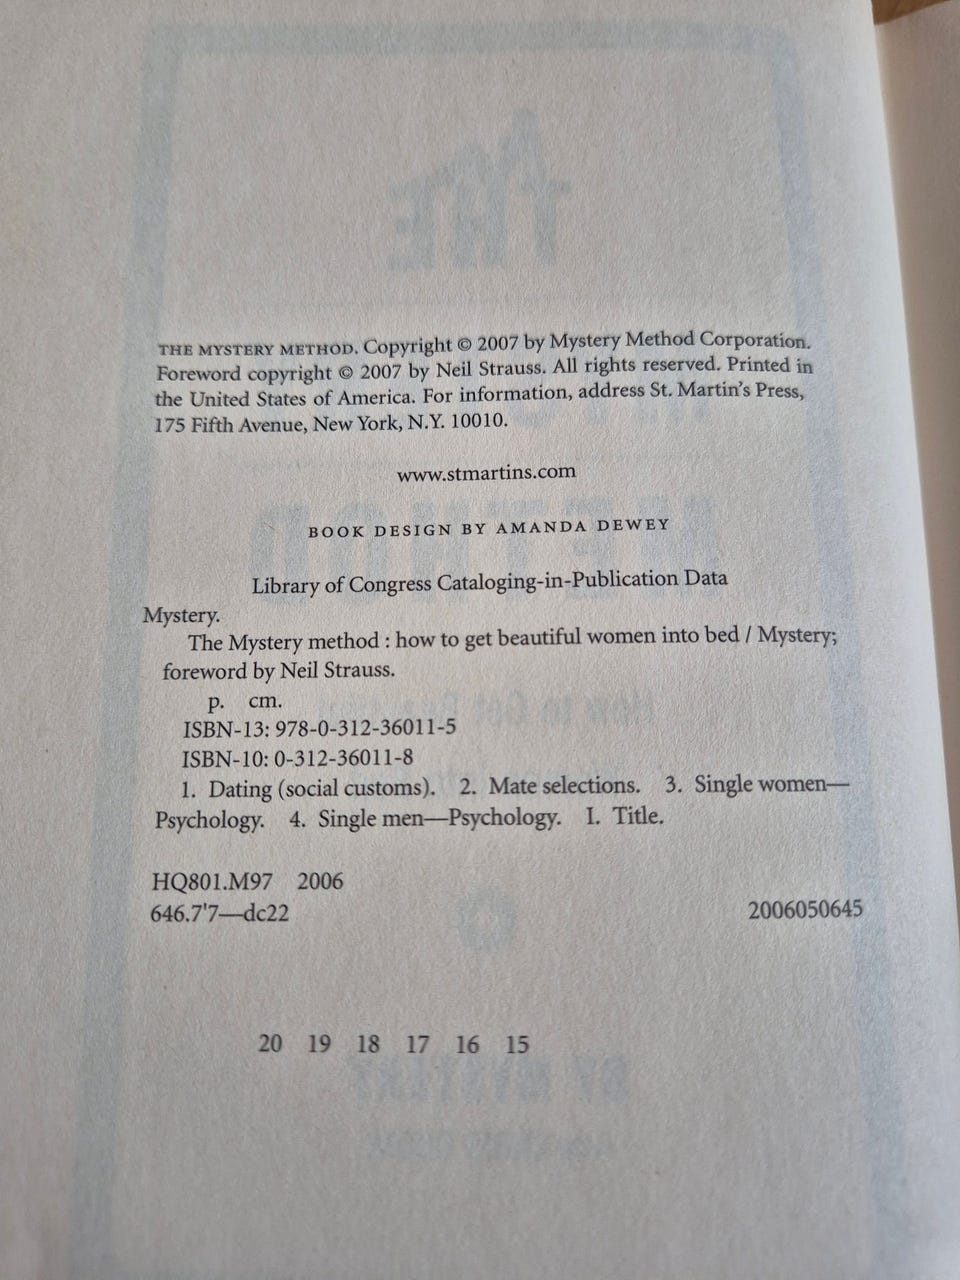 THE MYSTERY METHOD. Copyright © 2007 by Mystery Method Corporation.
Foreword copyright © 2007 by Neil Strauss. All rights reserved. Printed in
the United States of America. For information, address St. Martin's Press,
175 Fifth Avenue, New York, N.Y. 10010.
www.stmartins.com
BOOK DESIGN BY AMANDA DEWEY
Library of Congress Cataloging-in-Publication Data
Mystery.
The Mystery method : how to get beautiful women into bed / Mystery;
foreword by Neil Strauss.
p. cm.
ISBN-13: 978-0-312-36011-5
ISBN-10: 0-312-36011-8
1. Dating (social customs). 2. Mate selections. 3. Single women—
Psychology. 4. Single men—Psychology. I. Title.
HQ801.M97 2006
646.7'7—dc22 2006050645
20 19 18 17 16 15